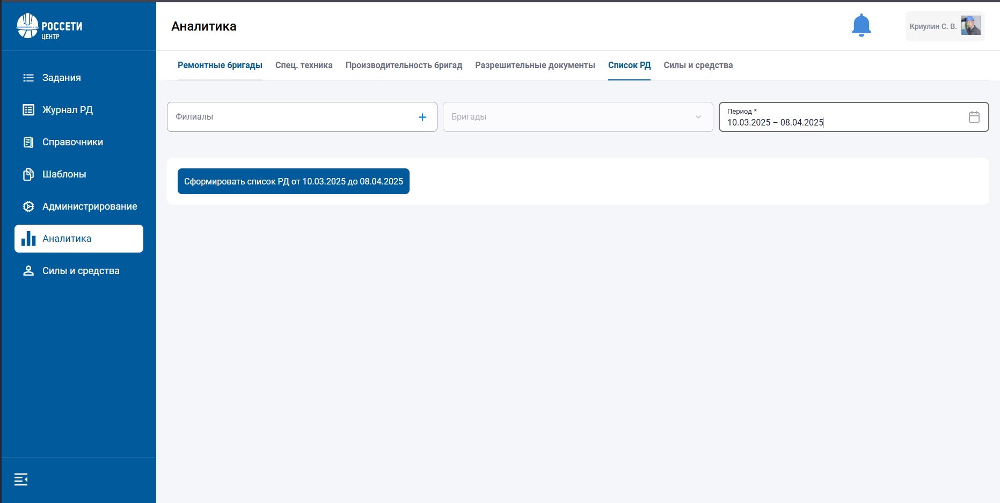 РОССЕТИ
ЦЕНТР
Аналитика
Криулин С. В.
Задания
Журнал РД
Справочники
Шаблоны
Администрирование
Аналитика
Силы и средства
Ремонтные бригады
Спец. техника
Производительность бригад
Разрешительные документы
Список РД
Силы и средства
Филиалы
Бригады
Период *
10.03.2025 – 08.04.2025
Сформировать список РД от 10.03.2025 до 08.04.2025